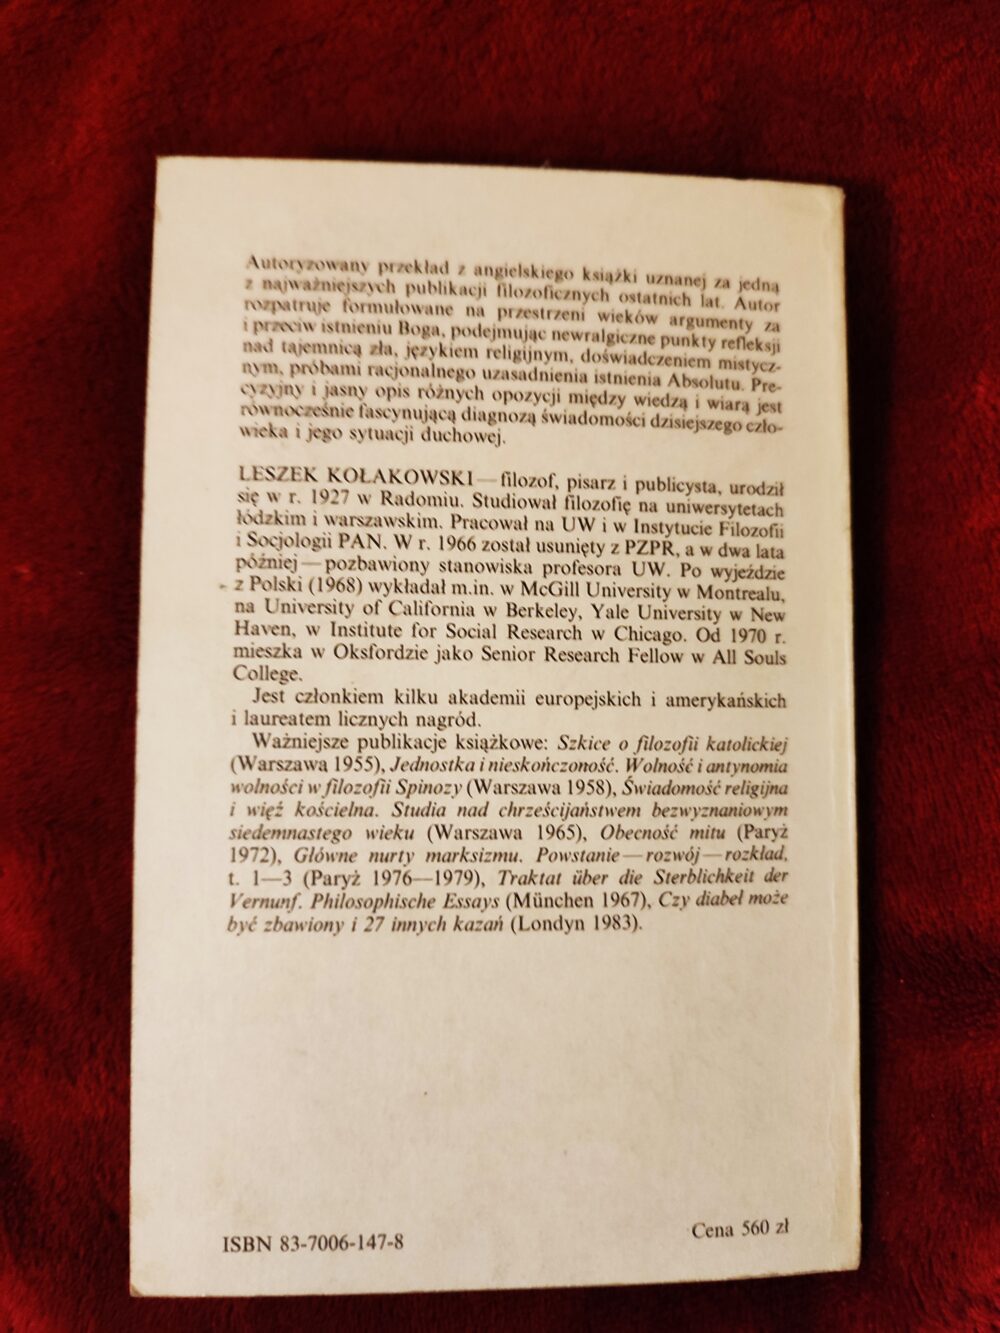 Autoryzowany przekład z angielskiego książki uznanej za jedną
z najważniejszych publikacji filozoficznych ostatnich lat. Autor
rozpatruje formułowane na przestrzeni wieków argumenty za
i przeciw istnieniu Boga, podejmując newralgiczne punkty refleksji
nad tajemnicą zła, językiem religijnym, doświadczeniem mistycz-
nym, próbami racjonalnego uzasadnienia istnienia Absolutu. Pre-
cyzyjny i jasny opis różnych opozycji między wiedzą i wiarą jest
równocześnie fascynującą diagnozą świadomości dzisiejszego czło-
wieka i jego sytuacji duchowej.
LESZEK KOŁAKOWSKI — filozof, pisarz i publicysta, urodził
się w r. 1927 w Radomiu. Studiował filozofię na uniwersytetach
łódzkim i warszawskim. Pracował na UW i w Instytucie Filozofii
i Socjologii PAN. W r. 1966 został usunięty z PZPR, a w dwa lata
później — pozbawiony stanowiska profesora UW. Po wyjeździe
z Polski (1968) wykładał m.in. w McGill University w Montrealu,
na University of California w Berkeley, Yale University w New
Haven, w Institute for Social Research w Chicago. Od 1970 r.
mieszka w Oksfordzie jako Senior Research Fellow w All Souls
College.
Jest członkiem kilku akademii europejskich i amerykańskich
i laureatem licznych nagród.
Ważniejsze publikacje książkowe: Szkice o filozofii katolickiej
(Warszawa 1955), Jednostka i nieskończoność. Wolność i antynomia
wolności w filozofii Spinozy (Warszawa 1958), Świadomość religijna
i więź kościelna. Studia nad chrześcijaństwem bezwyznaniowym
siedemnastego wieku (Warszawa 1965), Obecność mitu (Paryż
1972), Główne nurty marksizmu. Powstanie — rozwój — rozkład,
t. 1—3 (Paryż 1976—1979), Traktat über die Sterblichkeit der
Vernunf. Philosophische Essays (München 1967), Czy diabeł może
być zbawiony i 27 innych kazań (Londyn 1983).
ISBN 83-7006-147-8
Cena 560 zł